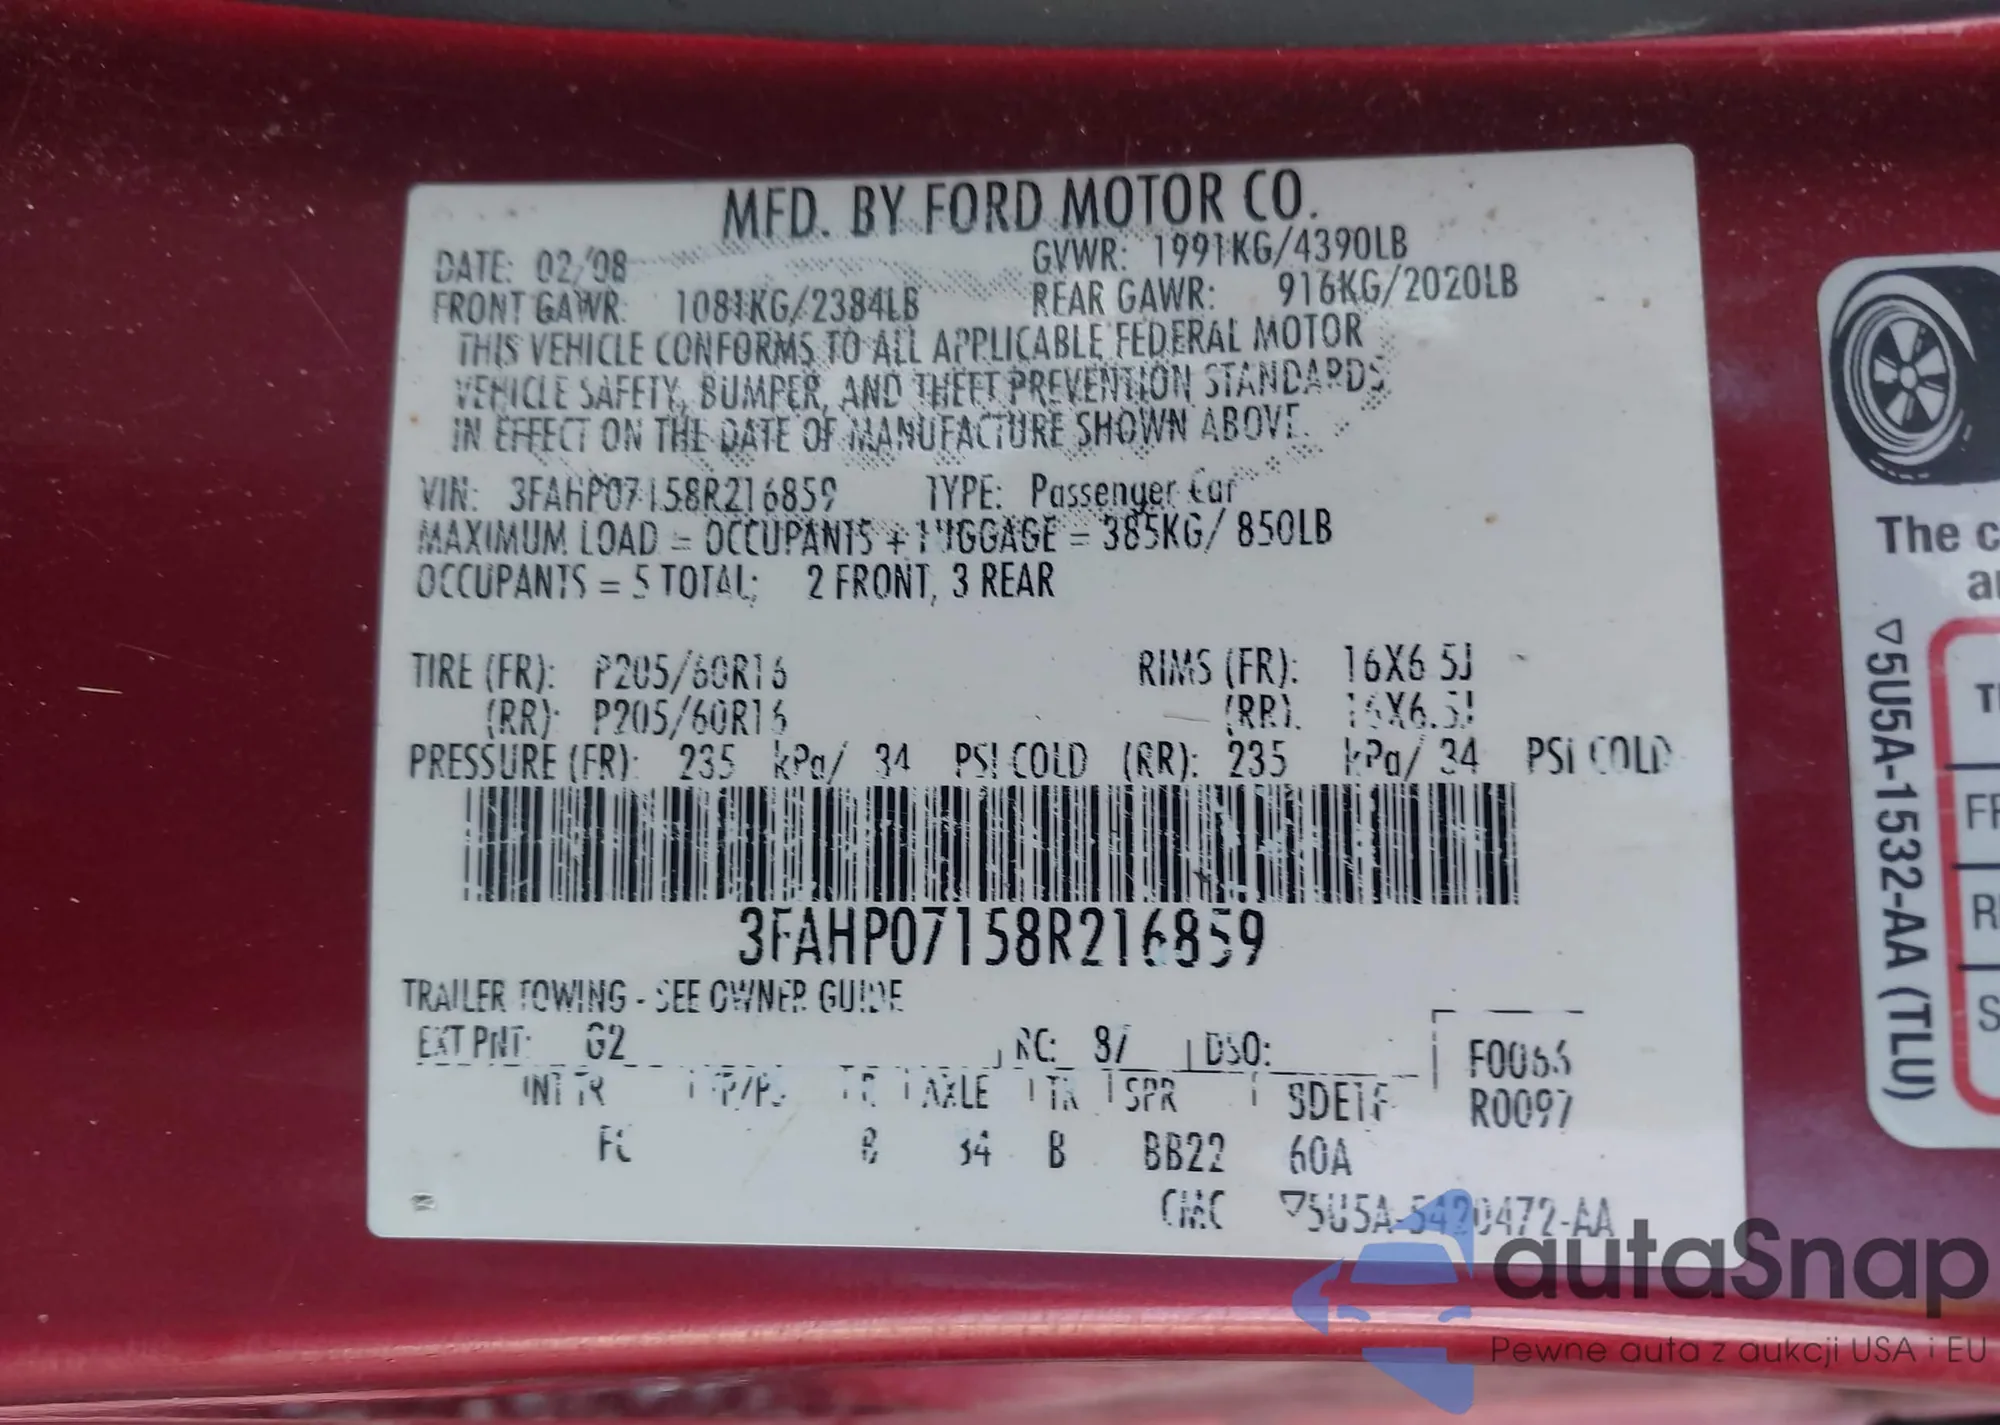 MFD. BY FORD MOTOR CO.
DATE: 02/08 GVWR: 1991KG/4390LB
FRONT GAWR: 1081KG/2384LB REAR GAWR: 916KG/2020LB
THIS VEHICLE CONFORMS TO ALL APPLICABLE FEDERAL MOTOR
VEHICLE SAFETY, BUMPER, AND THEFT PREVENTION STANDARDS
IN EFFECT ON THE DATE OF MANUFACTURE SHOWN ABOVE.
VIN: 3FAHP07158R216859 TYPE: Passenger Car
MAXIMUM LOAD = OCCUPANTS + LUGGAGE = 385KG/ 850LB
OCCUPANTS = 5 TOTAL; 2 FRONT, 3 REAR
TIRE (FR): P205/60R16 RIMS (FR): 16X6.5J
(RR): P205/60R16 (RR): 16X6.5J
PRESSURE (FR): 235 kPa/ 34 PSI COLD (RR): 235 kPa/ 34 PSI COLD
3FAHP07158R216859
TRAILER TOWING - SEE OWNER GUIDE
EXT PNT: G2 RC: DSO:
F0063
R0097
INT TR AXLE TR SPR
B 34 B BB22 60A
▽5U5A-5420472-AA
The c
▽5U5A-1532-AA (TLU)
autaSnap
Pewne auta z aukcji USA i EU